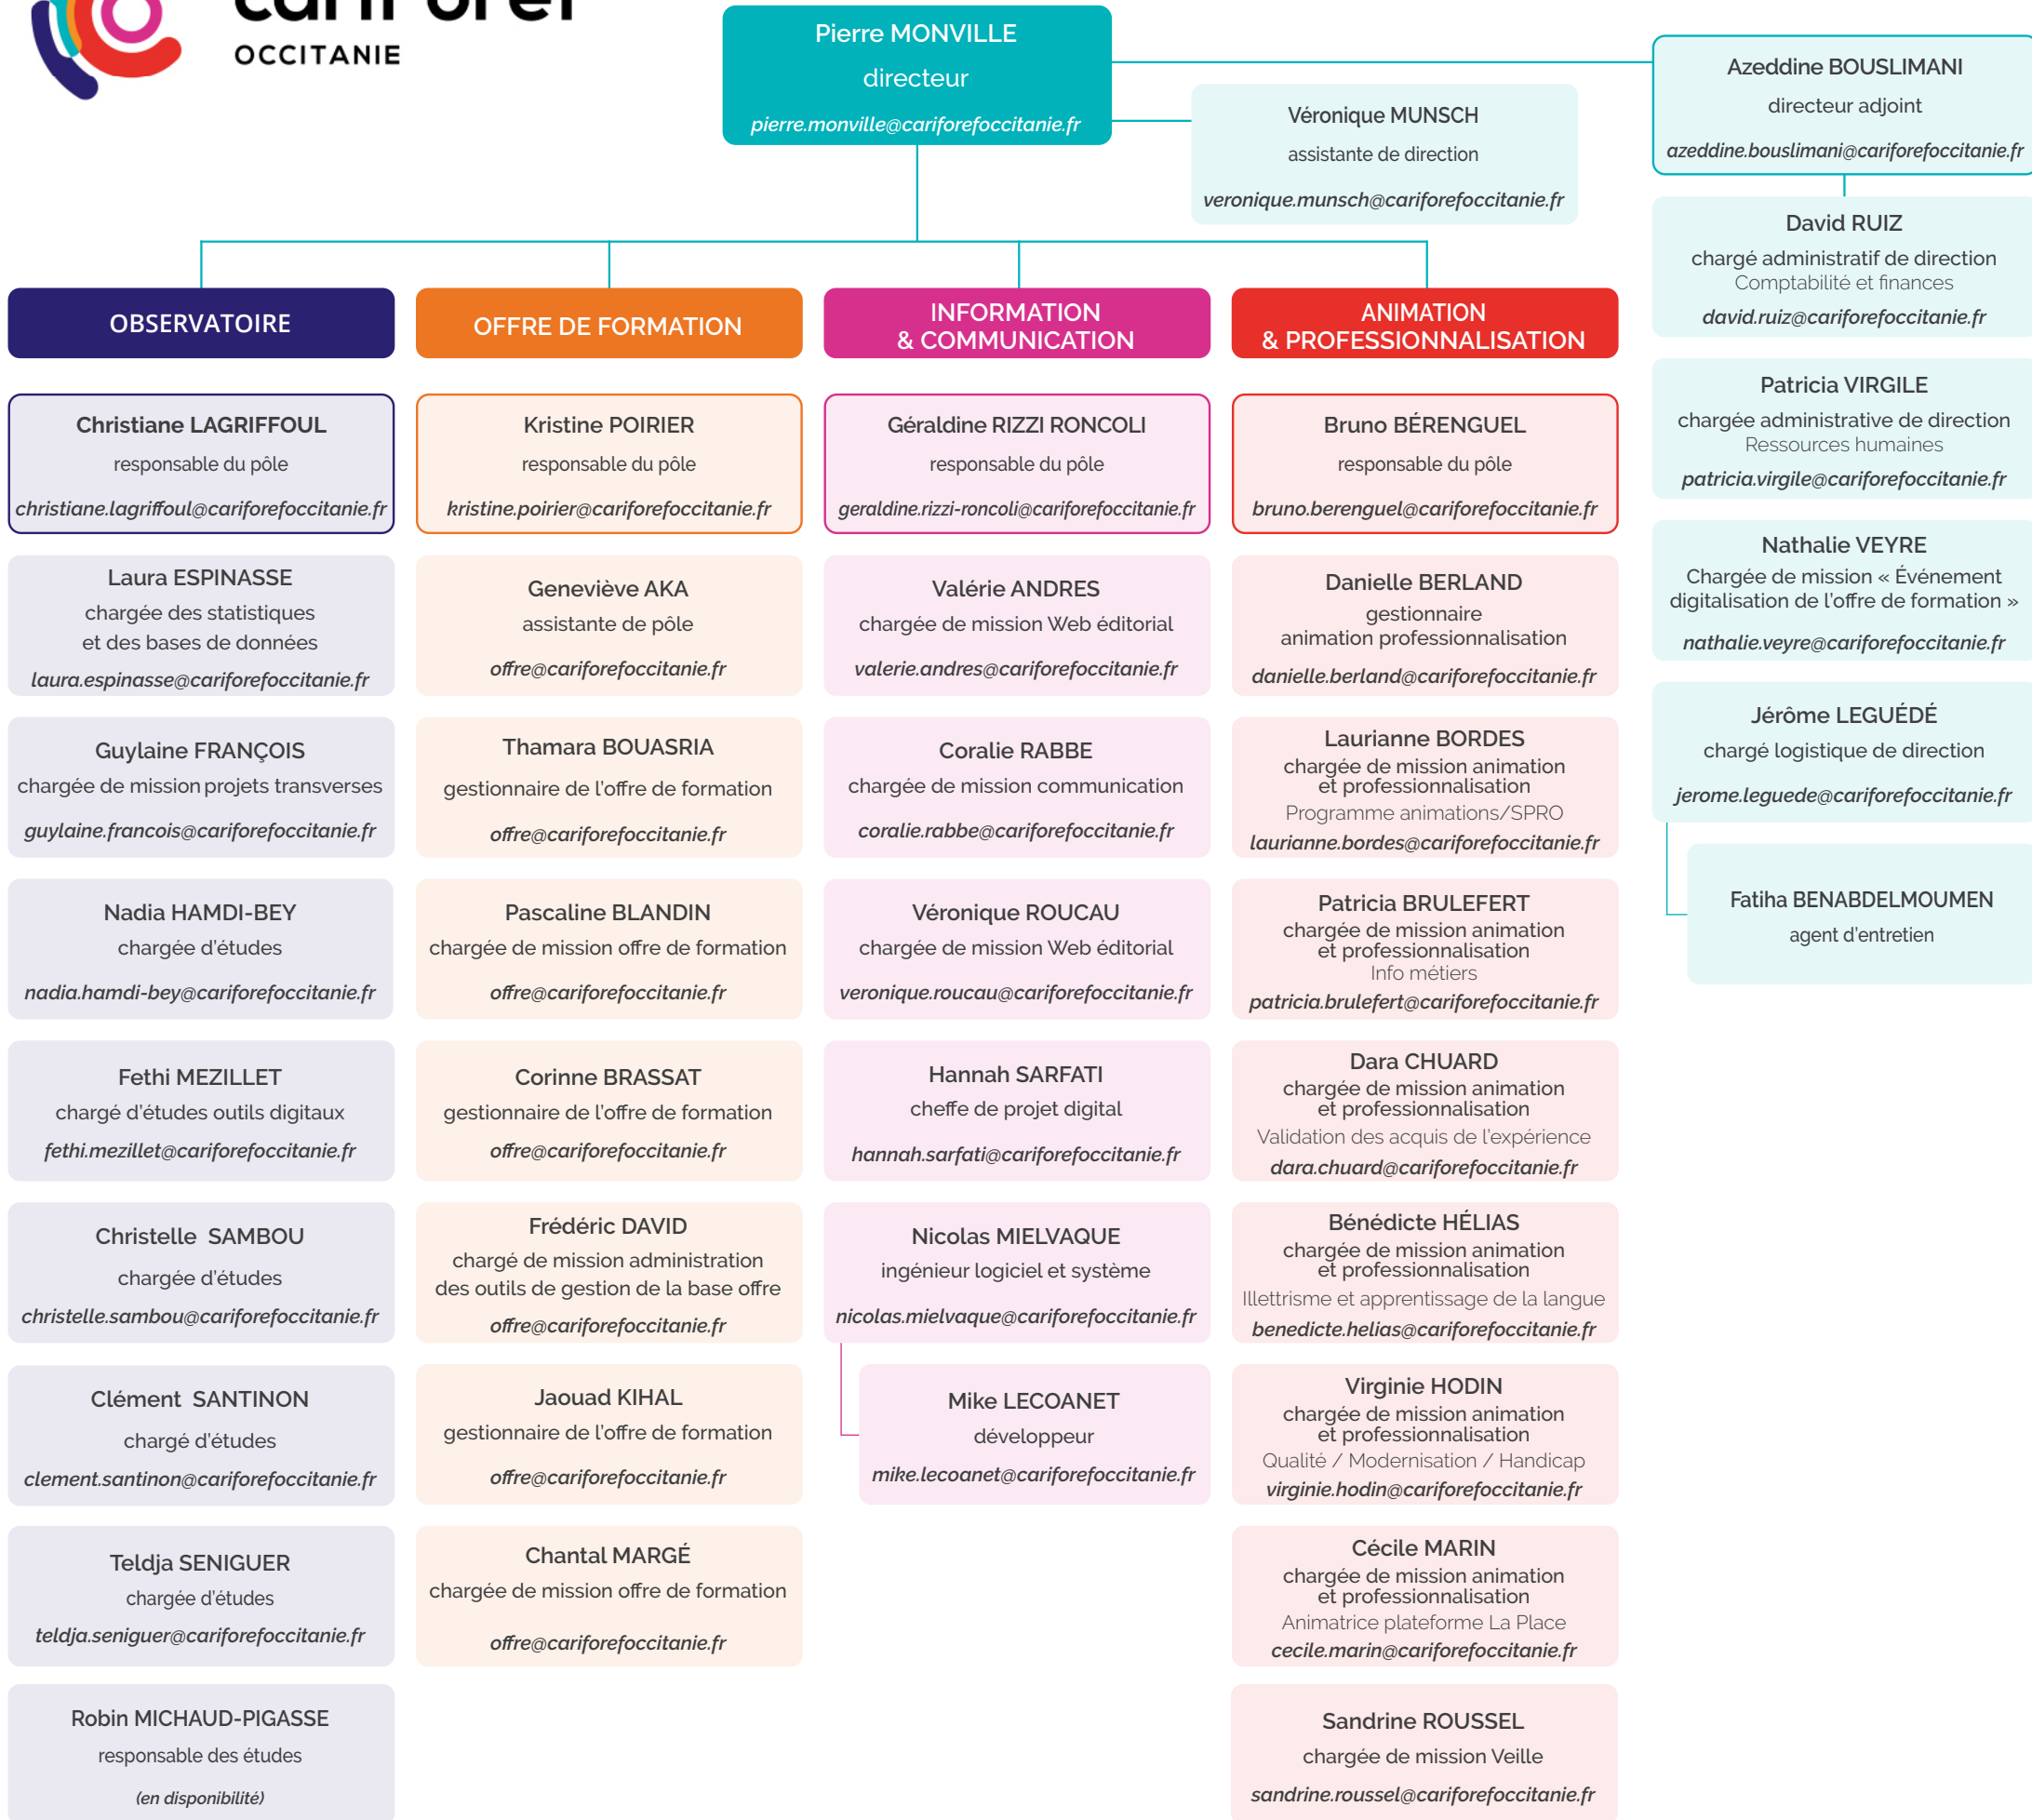 cariforef
OCCITANIE
Pierre MONVILLE
directeur
pierre.monville@cariforefoccitanie.fr
Véronique MUNSCH
assistante de direction
veronique.munsch@cariforefoccitanie.fr
Azeddine BOUSLIMANI
directeur adjoint
azeddine.bouslimani@cariforefoccitanie.fr
David RUIZ
chargé administratif de direction
Comptabilité et finances
david.ruiz@cariforefoccitanie.fr
Patricia VIRGILE
chargée administrative de direction
Ressources humaines
patricia.virgile@cariforefoccitanie.fr
Nathalie VEYRE
Chargée de mission « Événement
digitalisation de l'offre de formation »
nathalie.veyre@cariforefoccitanie.fr
Jérôme LEGUÉDÉ
chargé logistique de direction
jerome.leguede@cariforefoccitanie.fr
Fatiha BENABDELMOUMEN
agent d'entretien
OBSERVATOIRE
Christiane LAGRIFFOUL
responsable du pôle
christiane.lagriffoul@cariforefoccitanie.fr
Laura ESPINASSE
chargée des statistiques
et des bases de données
laura.espinasse@cariforefoccitanie.fr
Guylaine FRANÇOIS
chargée de mission projets transverses
guylaine.francois@cariforefoccitanie.fr
Nadia HAMDI-BEY
chargée d'études
nadia.hamdi-bey@cariforefoccitanie.fr
Fethi MEZILLET
chargé d'études outils digitaux
fethi.mezillet@cariforefoccitanie.fr
Christelle SAMBOU
chargée d'études
christelle.sambou@cariforefoccitanie.fr
Clément SANTINON
chargé d'études
clement.santinon@cariforefoccitanie.fr
Teldja SENIGUER
chargée d'études
teldja.seniguer@cariforefoccitanie.fr
Robin MICHAUD-PIGASSE
responsable des études
(en disponibilité)
OFFRE DE FORMATION
Kristine POIRIER
responsable du pôle
kristine.poirier@cariforefoccitanie.fr
Geneviève AKA
assistante de pôle
offre@cariforefoccitanie.fr
Thamara BOUASRIA
gestionnaire de l'offre de formation
offre@cariforefoccitanie.fr
Pascaline BLANDIN
chargée de mission offre de formation
offre@cariforefoccitanie.fr
Corinne BRASSAT
gestionnaire de l'offre de formation
offre@cariforefoccitanie.fr
Frédéric DAVID
chargé de mission administration
des outils de gestion de la base offre
offre@cariforefoccitanie.fr
Jaouad KIHAL
gestionnaire de l'offre de formation
offre@cariforefoccitanie.fr
Chantal MARGÉ
chargée de mission offre de formation
offre@cariforefoccitanie.fr
INFORMATION
& COMMUNICATION
Géraldine RIZZI RONCOLI
responsable du pôle
geraldine.rizzi-roncoli@cariforefoccitanie.fr
Valérie ANDRES
chargée de mission Web éditorial
valerie.andres@cariforefoccitanie.fr
Coralie RABBE
chargée de mission communication
coralie.rabbe@cariforefoccitanie.fr
Véronique ROUCAU
chargée de mission Web éditorial
veronique.roucau@cariforefoccitanie.fr
Hannah SARFATI
cheffe de projet digital
hannah.sarfati@cariforefoccitanie.fr
Nicolas MIELVAQUE
ingénieur logiciel et système
nicolas.mielvaque@cariforefoccitanie.fr
Mike LECOANET
développeur
mike.lecoanet@cariforefoccitanie.fr
ANIMATION
& PROFESSIONNALISATION
Bruno BÉRENGUEL
responsable du pôle
bruno.berenguel@cariforefoccitanie.fr
Danielle BERLAND
gestionnaire
animation professionalisation
danielle.berland@cariforefoccitanie.fr
Laurianne BORDES
chargée de mission animation
et professionnalisation
Programme animations/SPRO
laurianne.bordes@cariforefoccitanie.fr
Patricia BRULEFERT
chargée de mission animation
et professionnalisation
Info métiers
patricia.brulefert@cariforefoccitanie.fr
Dara CHUARD
chargée de mission animation
et professionnalisation
Validation des acquis de l'expérience
dara.chuard@cariforefoccitanie.fr
Bénédicte HÉLIAS
chargée de mission animation
et professionnalisation
Illettrisme et apprentissage de la langue
benedicte.helias@cariforefoccitanie.fr
Virginie HODIN
chargée de mission animation
et professionnalisation
Qualité / Modernisation / Handicap
virginie.hodin@cariforefoccitanie.fr
Cécile MARIN
chargée de mission animation
et professionnalisation
Animatrice plateforme La Place
cecile.marin@cariforefoccitanie.fr
Sandrine ROUSSEL
chargée de mission Veille
sandrine.roussel@cariforefoccitanie.fr